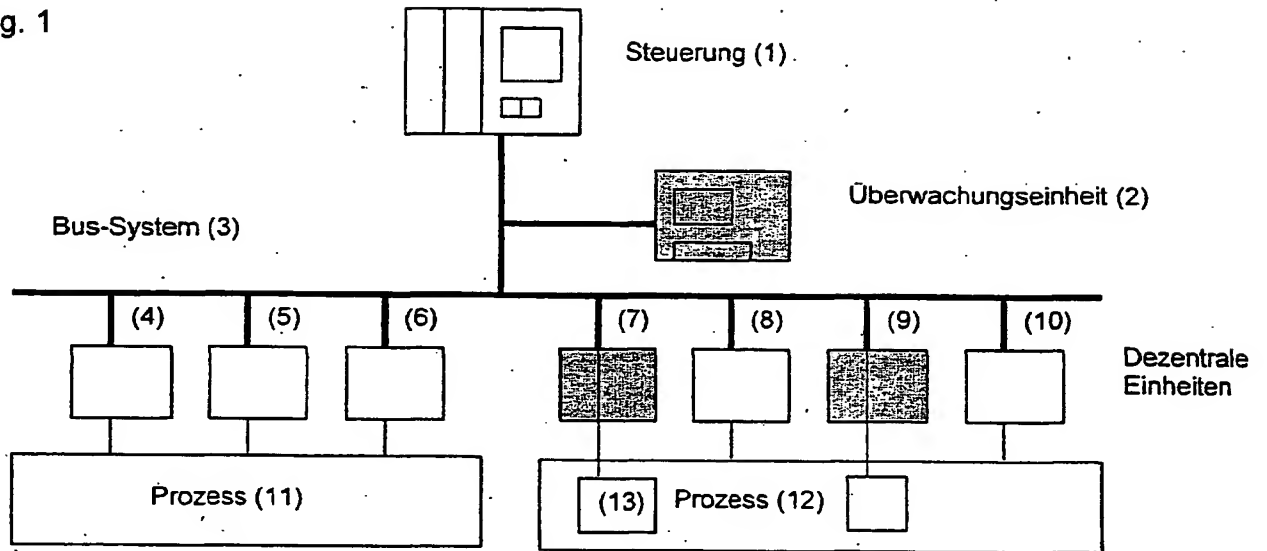 g. 1
Steuerung (1)
Überwachungseinheit (2)
Bus-System (3)
(4) (5) (6) (7) (8) (9) (10)
Dezentrale
Einheiten
Prozess (11)
(13) Prozess (12)